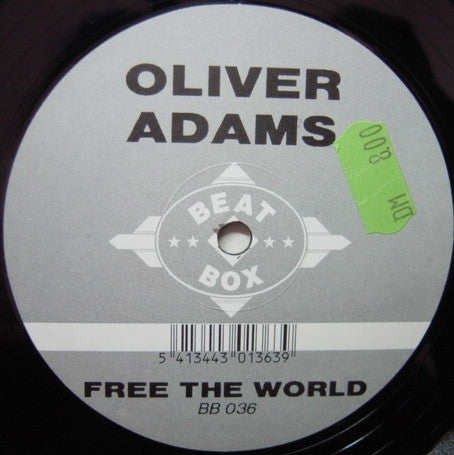 OLIVER
ADAMS
DM 8.00
BEAT
BOX
5 413443 013639
FREE THE WORLD
BB 036